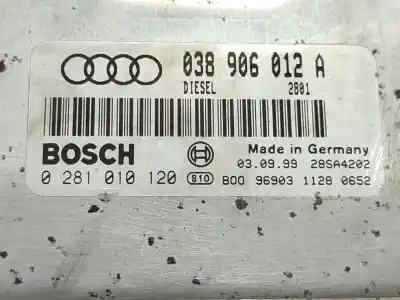 038 906 012 A
DIESEL 2801
BOSCH
Made in Germany
03.09.99 28SA4202
0 281 010 120 810 B00 96903 1128 0652